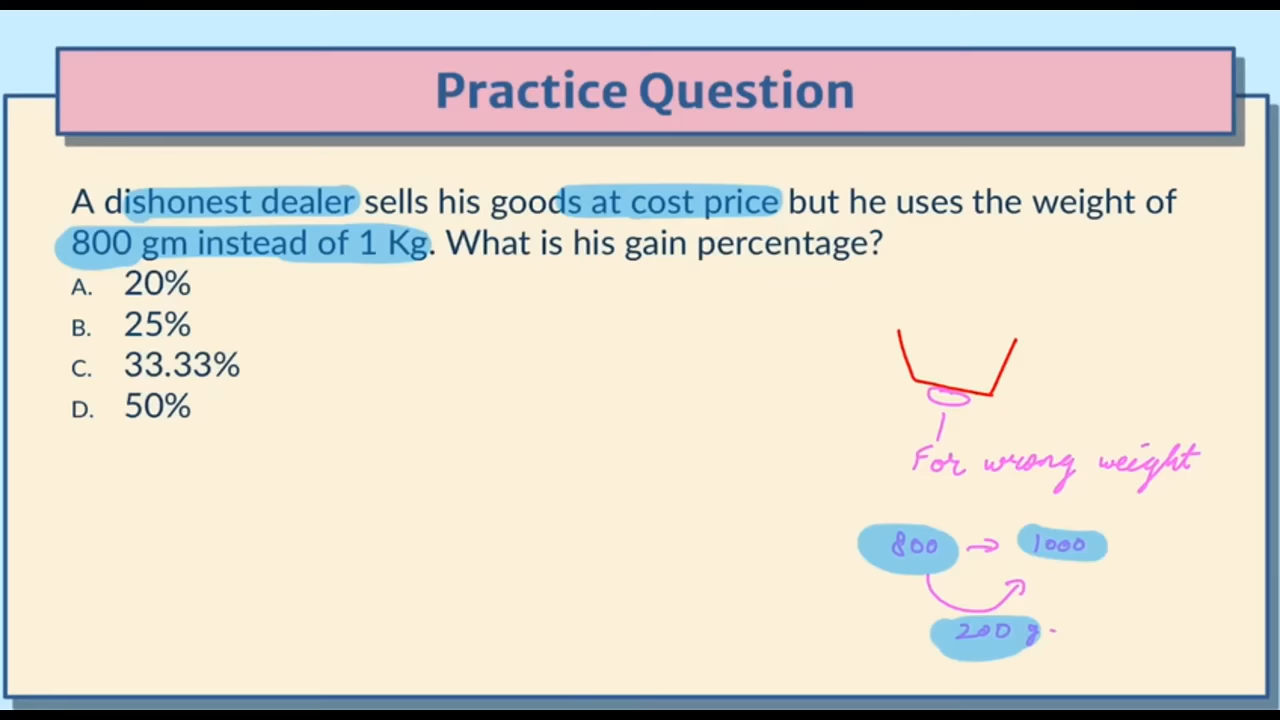 Practice Question
A dishonest dealer sells his goods at cost price but he uses the weight of
800 gm instead of 1 Kg. What is his gain percentage?
A. 20%
B. 25%
C. 33.33%
D. 50%
For wrong weight
800 → 1000
200 g.